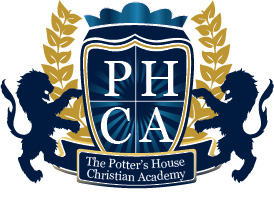 PH
CA
The Potter's House
Christian Academy